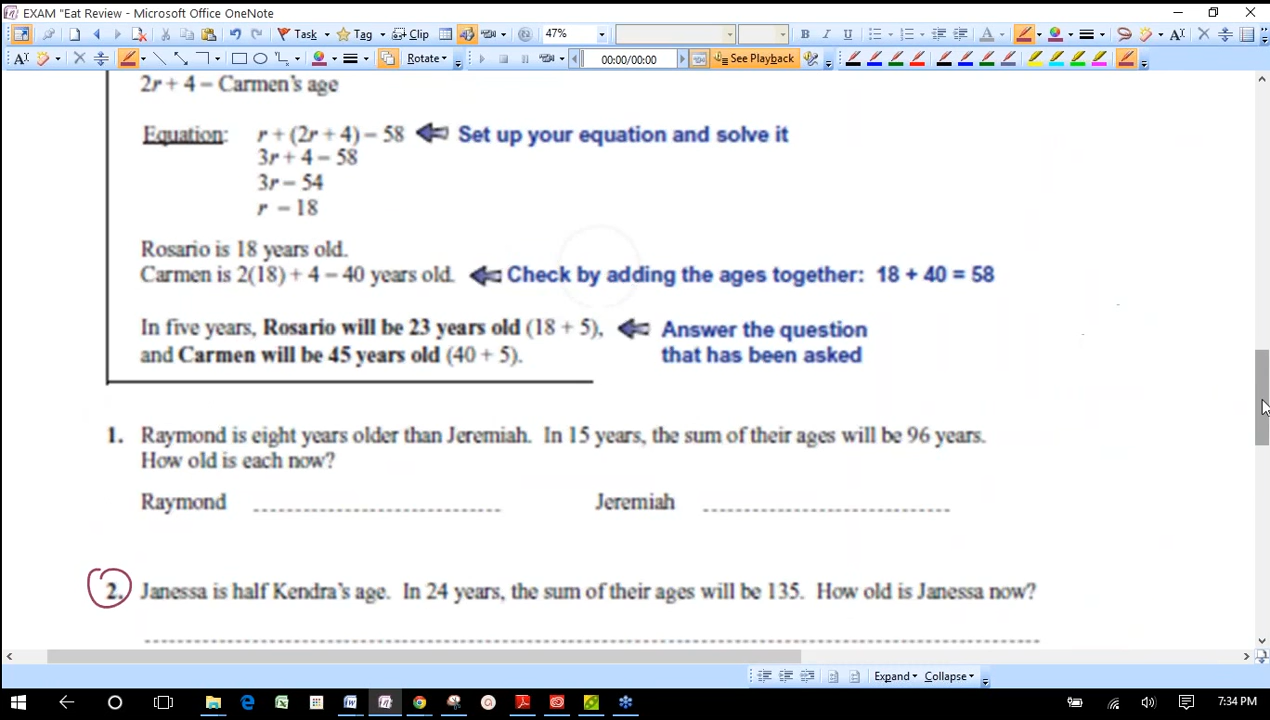 EXAM "Eat Review - Microsoft Office OneNote
Task Tag Clip 47% B I U
Rotate 00:00/00:00 See Playback
2r + 4 – Carmen's age
Equation: r + (2r + 4) – 58 Set up your equation and solve it
3r + 4 – 58
3r – 54
r – 18
Rosario is 18 years old.
Carmen is 2(18) + 4 – 40 years old. Check by adding the ages together: 18 + 40 = 58
In five years, Rosario will be 23 years old (18 + 5), Answer the question
and Carmen will be 45 years old (40 + 5). that has been asked
1. Raymond is eight years older than Jeremiah. In 15 years, the sum of their ages will be 96 years.
How old is each now?
Raymond Jeremiah
2. Janessa is half Kendra's age. In 24 years, the sum of their ages will be 135. How old is Janessa now?
Expand Collapse
7:34 PM